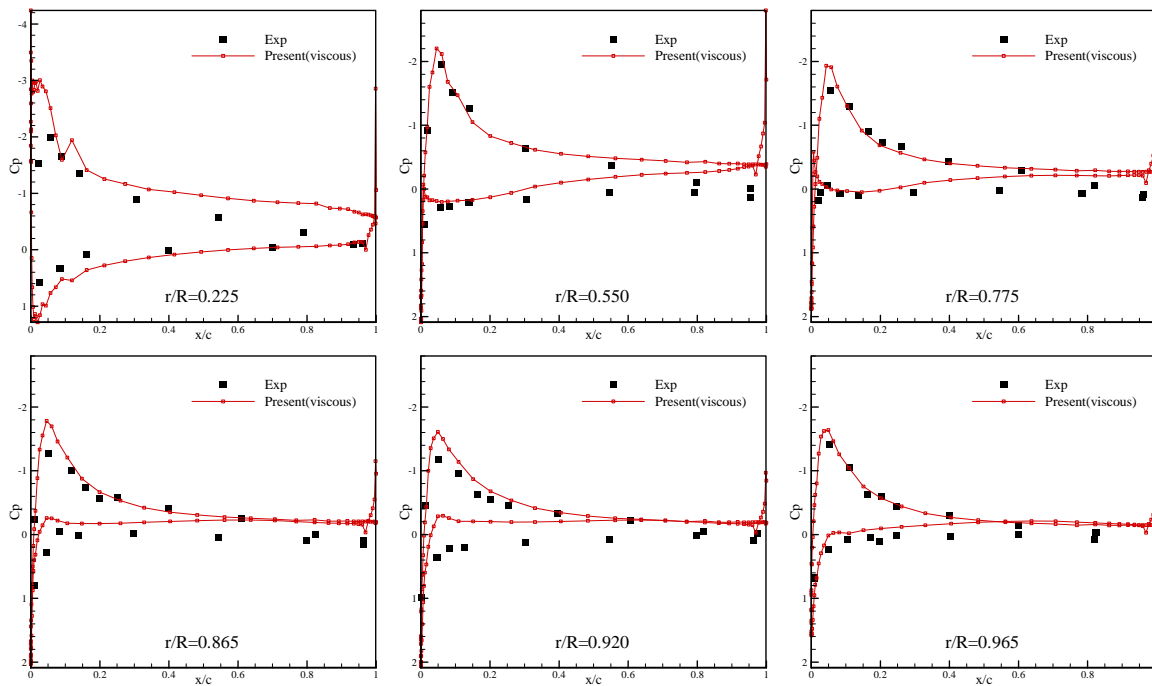 -4
-3
-2
-1
0
1
Cp
Exp
Present(viscous)
r/R=0.225
0
0.2
0.4
0.6
0.8
1
x/c
-2
-1
0
1
2
Cp
Exp
Present(viscous)
r/R=0.550
0
0.2
0.4
0.6
0.8
1
x/c
-2
-1
0
1
2
Cp
Exp
Present(viscous)
r/R=0.775
0
0.2
0.4
0.6
0.8
x/c
-2
-1
0
1
2
Cp
Exp
Present(viscous)
r/R=0.865
0
0.2
0.4
0.6
0.8
1
x/c
-2
-1
0
1
2
Cp
Exp
Present(viscous)
r/R=0.920
0
0.2
0.4
0.6
0.8
1
x/c
-2
-1
0
1
2
Cp
Exp
Present(viscous)
r/R=0.965
0
0.2
0.4
0.6
0.8
x/c